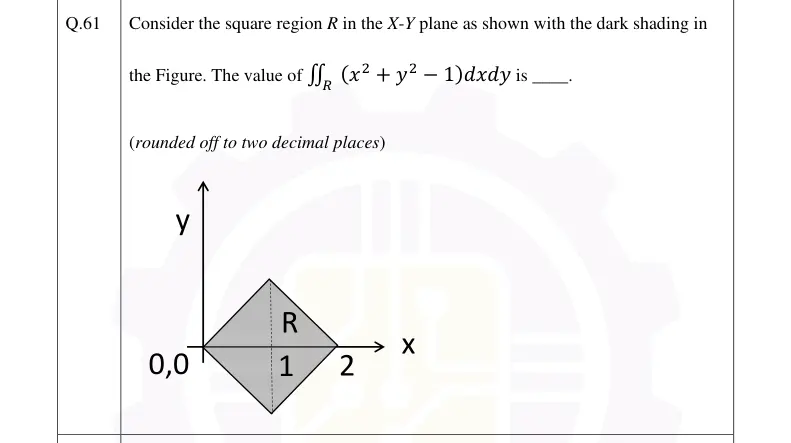 Q.61 Consider the square region R in the X-Y plane as shown with the dark shading in
the Figure. The value of ∬_R (x² + y² − 1)dxdy is ____.
(rounded off to two decimal places)
y
R
x
0,0 1 2